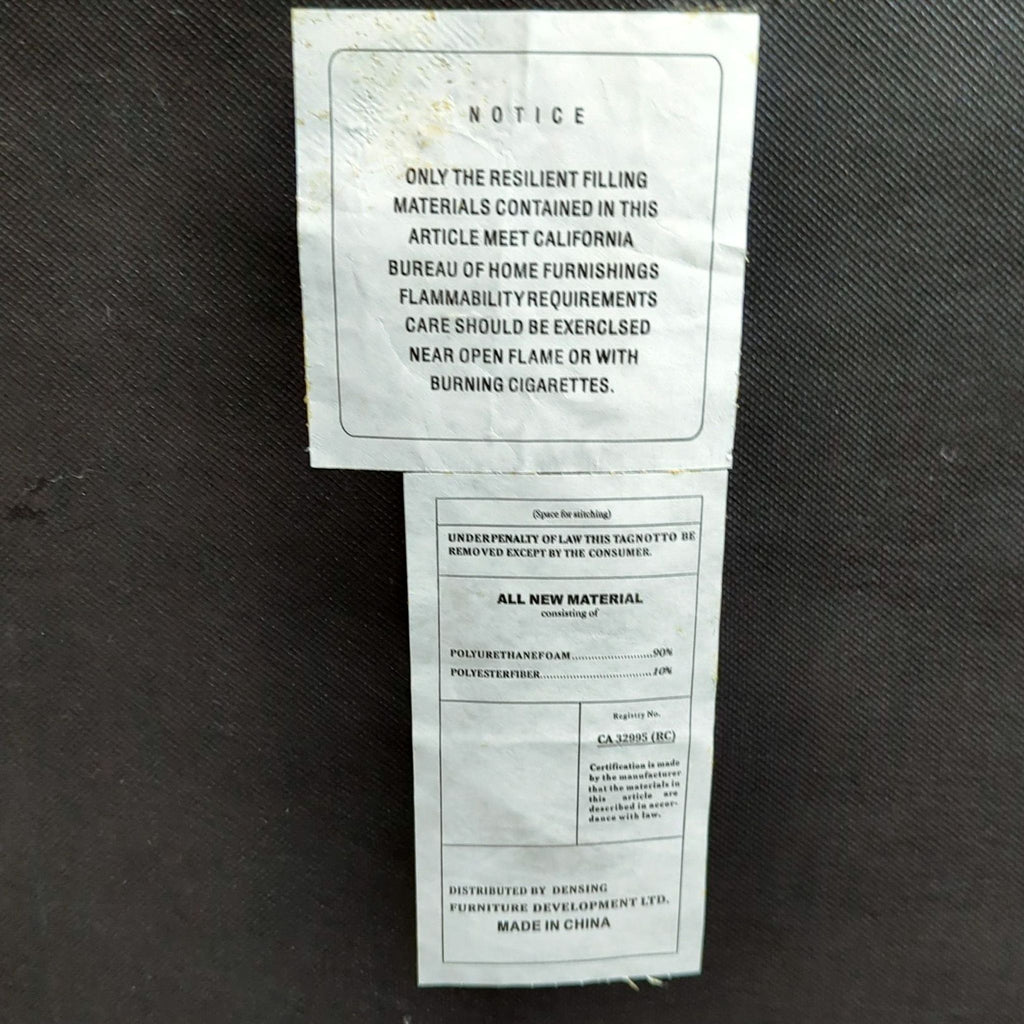 NOTICE
ONLY THE RESILIENT FILLING
MATERIALS CONTAINED IN THIS
ARTICLE MEET CALIFORNIA
BUREAU OF HOME FURNISHINGS
FLAMMABILITY REQUIREMENTS
CARE SHOULD BE EXERCLSED
NEAR OPEN FLAME OR WITH
BURNING CIGARETTES.
(Space for stitching)
UNDERPENALTY OF LAW THIS TAGNOTTO BE
REMOVED EXCEPT BY THE CONSUMER.
ALL NEW MATERIAL
consisting of
POLYURETHANEFOAM.........................90%
POLYESTERFIBER..................................10%
Registry No.
CA 32995 (RC)
Certification is made
by the manufacturer
that the materials in
this article are
described in accor-
dance with law.
DISTRIBUTED BY DENSING
FURNITURE DEVELOPMENT LTD.
MADE IN CHINA